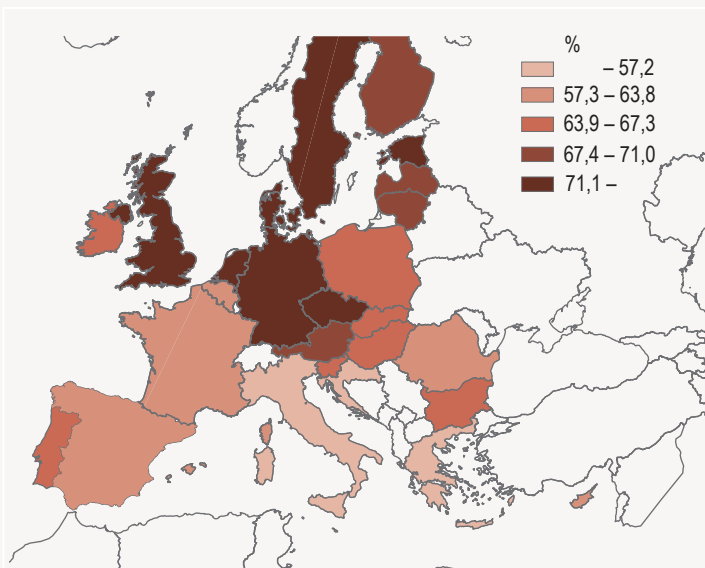 %
– 57,2
57,3 – 63,8
63,9 – 67,3
67,4 – 71,0
71,1 –